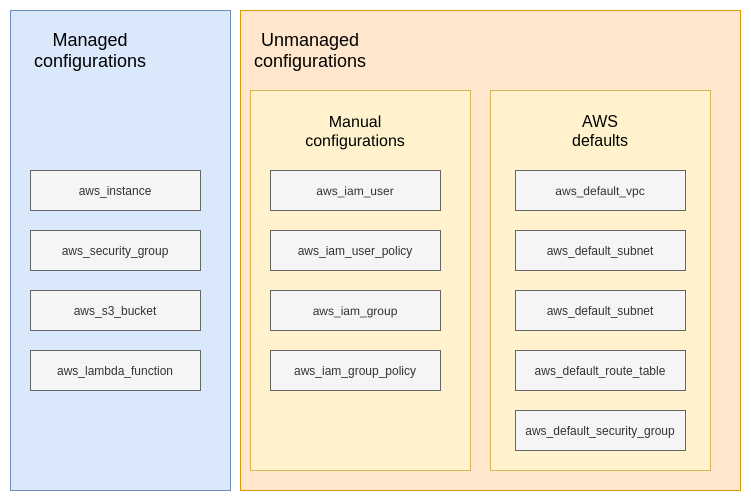 Managed
configurations
aws_instance
aws_security_group
aws_s3_bucket
aws_lambda_function
Unmanaged
configurations
Manual
configurations
aws_iam_user
aws_iam_user_policy
aws_iam_group
aws_iam_group_policy
AWS
defaults
aws_default_vpc
aws_default_subnet
aws_default_subnet
aws_default_route_table
aws_default_security_group